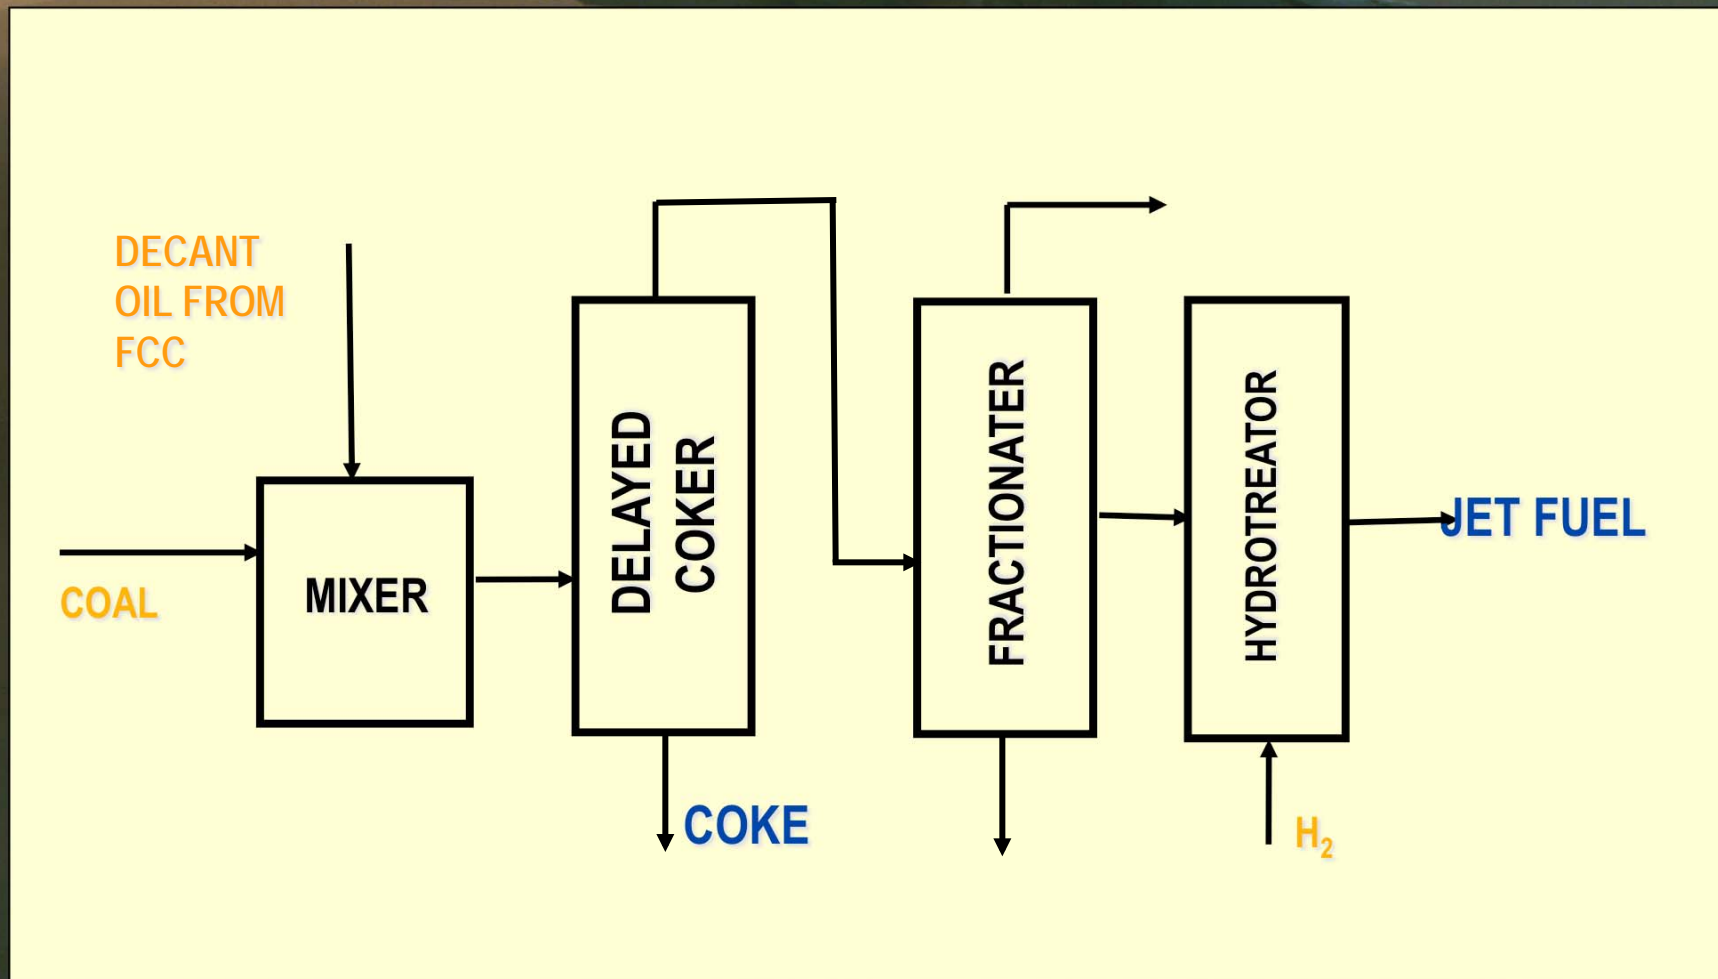 DECANT
OIL FROM
FCC
COAL
MIXER
DELAYED
COKER
COKE
FRACTIONATER
HYDROTREATOR
H₂
JET FUEL